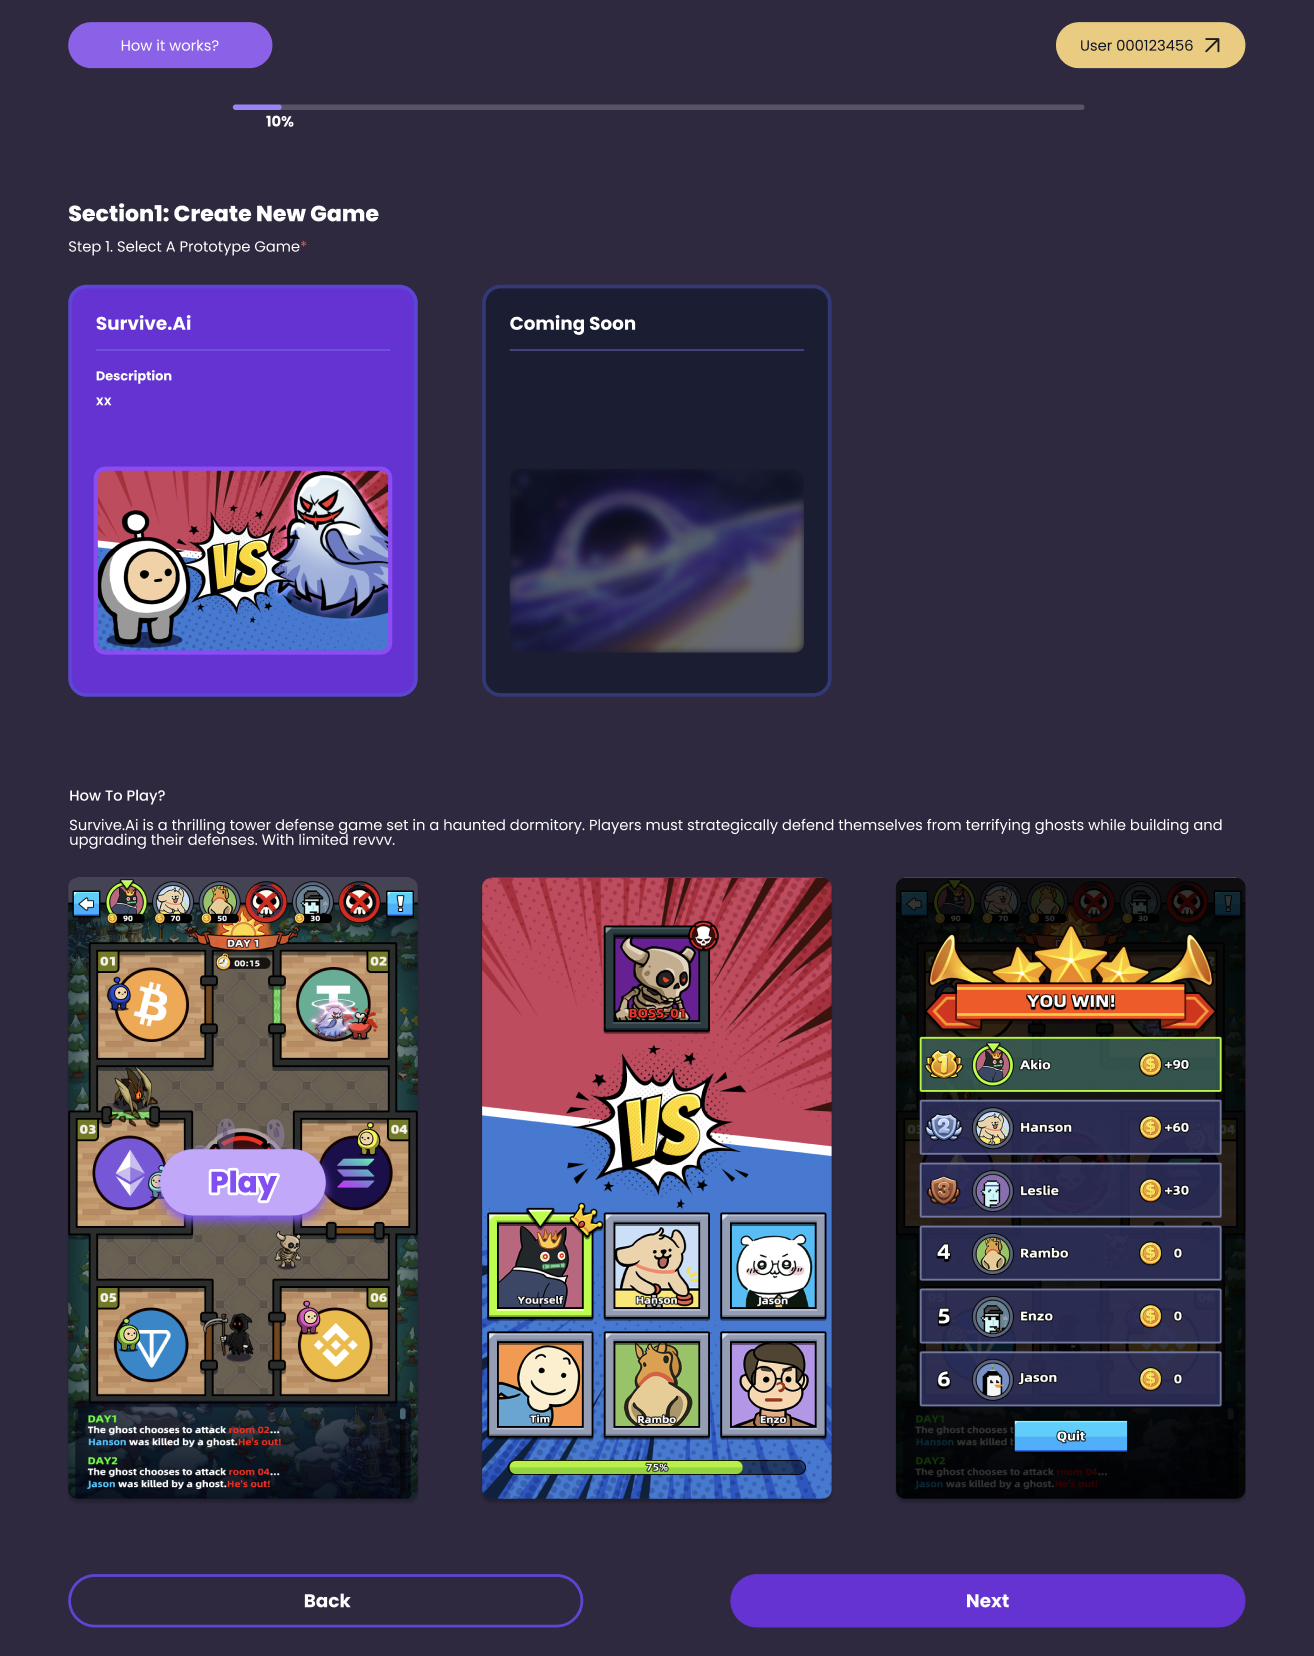 How it works?
User 000123456
10%
Section1: Create New Game
Step 1. Select A Prototype Game*
Survive.Ai
Description
xx
VS
Coming Soon
How To Play?
Survive.Ai is a thrilling tower defense game set in a haunted dormitory. Players must strategically defend themselves from terrifying ghosts while building and
upgrading their defenses. With limited revvv.
90
70
50
30
DAY 1
00:15
01
02
03
04
Play
05
06
DAY1
The ghost chooses to attack room 02...
Hanson was killed by a ghost.He's out!
DAY2
The ghost chooses to attack room 04...
Jason was killed by a ghost.He's out!
BOSS-01
VS
Yourself
Hanson
Jason
Tim
Rambo
Enzo
75%
90
70
50
30
YOU WIN!
1
Akio
+90
2
Hanson
+60
03
04
3
Leslie
+30
4
Rambo
0
5
Enzo
0
6
Jason
0
DAY1
The ghost chooses t
Hanson was killed b
Quit
DAY2
The ghost chooses to attack room 04...
Jason was killed by a ghost.He's out!
Back
Next